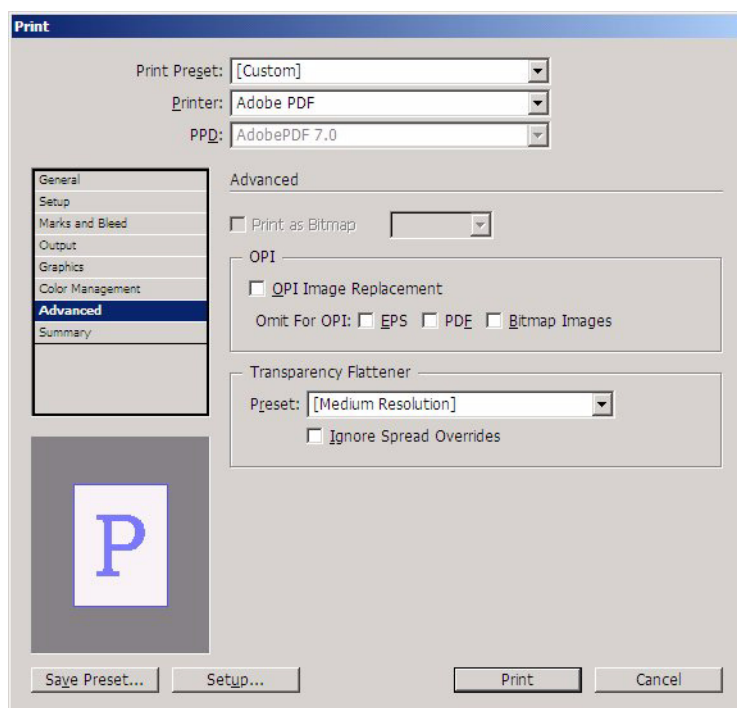 Print
Print Preset: [Custom]
Printer: Adobe PDF
PPD: AdobePDF 7.0
General
Setup
Marks and Bleed
Output
Graphics
Color Management
Advanced
Summary
Advanced
Print as Bitmap
OPI
OPI Image Replacement
Omit For OPI: EPS PDF Bitmap Images
Transparency Flattener
Preset: [Medium Resolution]
Ignore Spread Overrides
P
Save Preset... Setup... Print Cancel